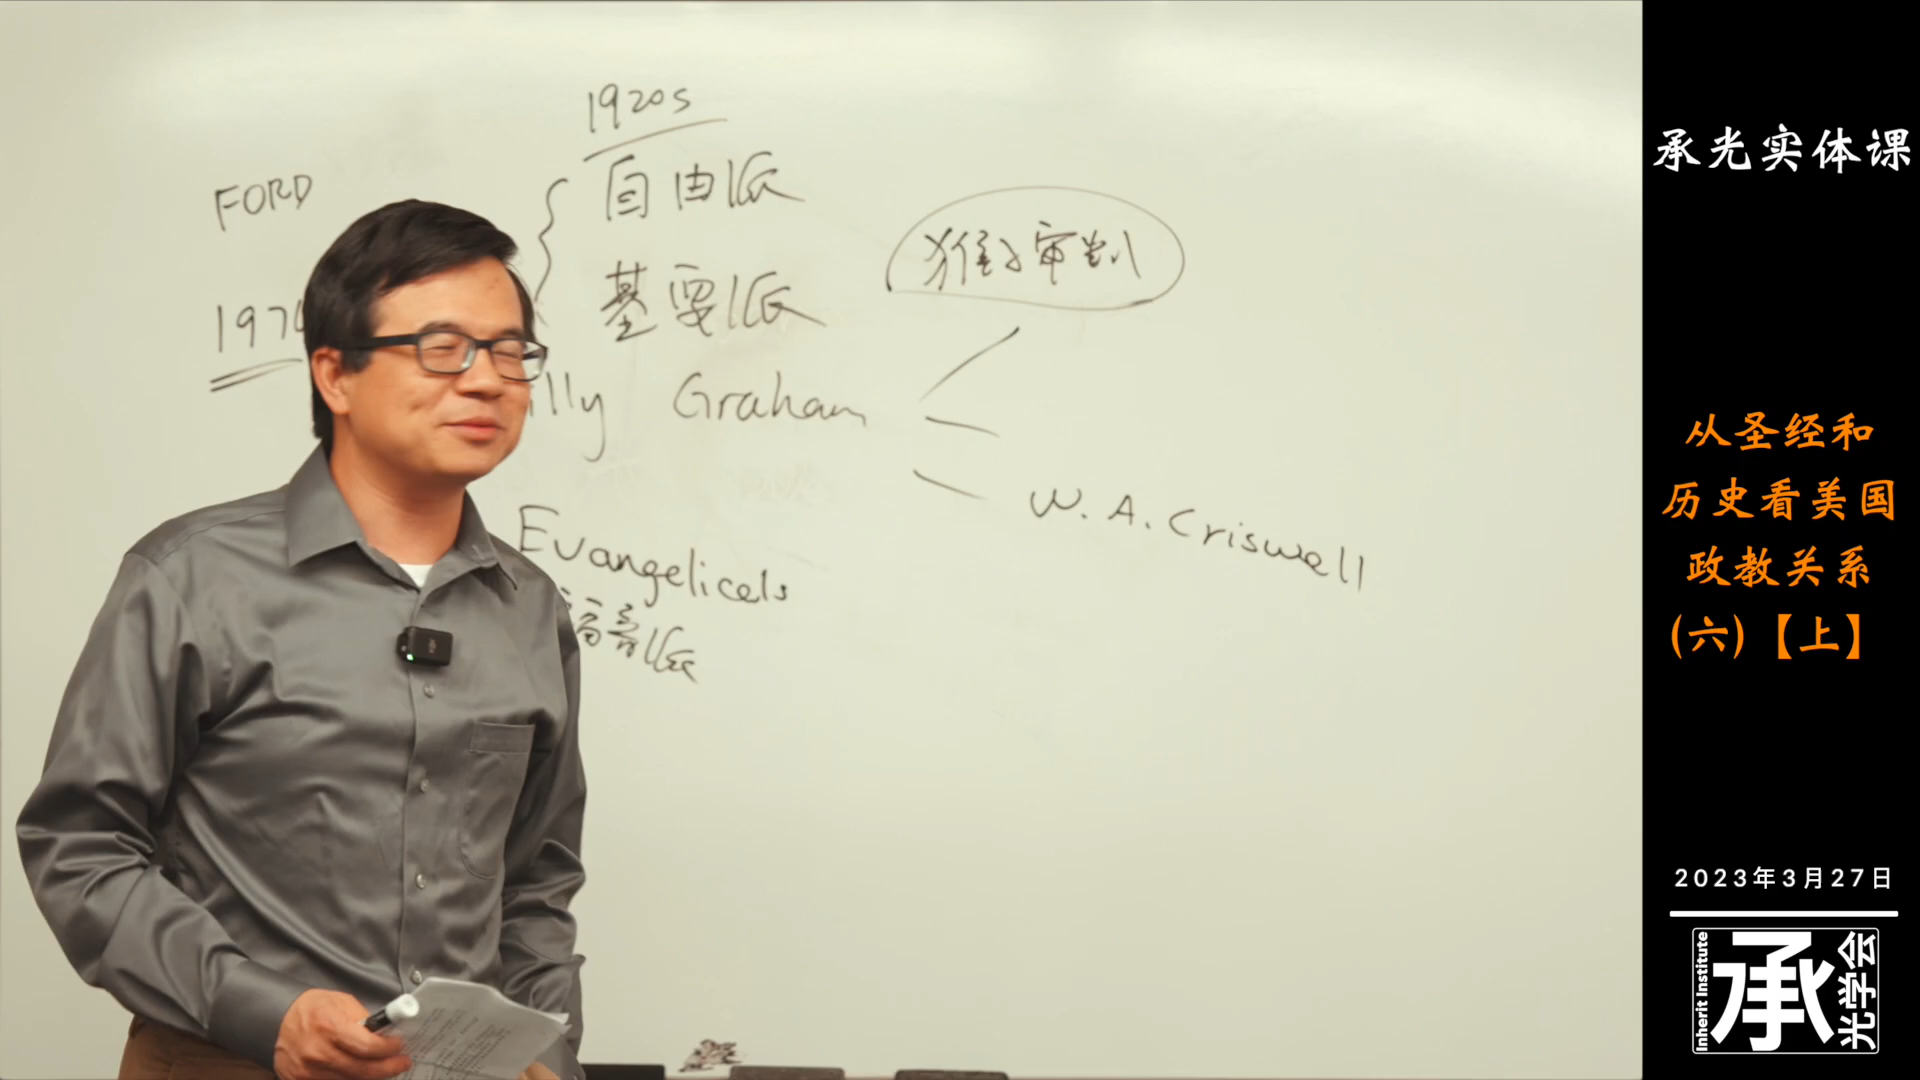 1920s
自由派
FORD
猴子审判
基要派
197
illy Graham
W. A. Criswell
Evangelicals
福音派
承光实体课
从圣经和
历史看美国
政教关系
(六)【上】
2023年3月27日
Inherit Institute
承
光学会